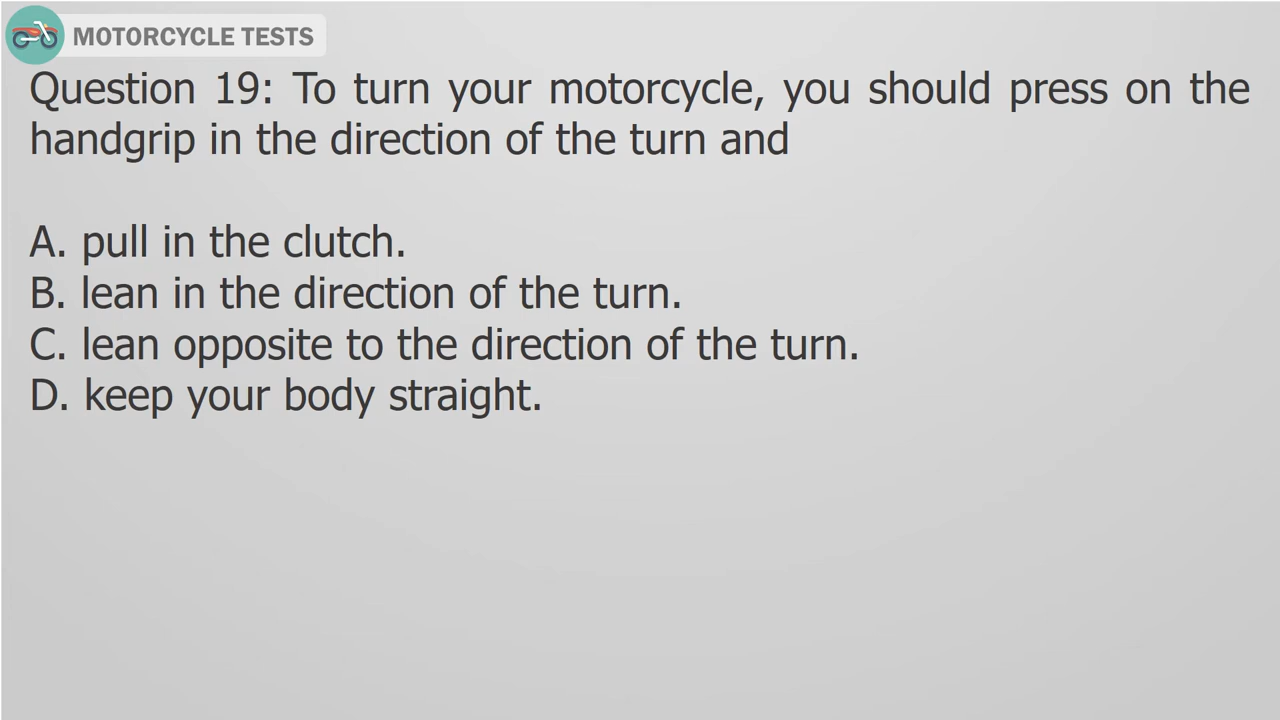 MOTORCYCLE TESTS
Question 19: To turn your motorcycle, you should press on the
handgrip in the direction of the turn and
A. pull in the clutch.
B. lean in the direction of the turn.
C. lean opposite to the direction of the turn.
D. keep your body straight.